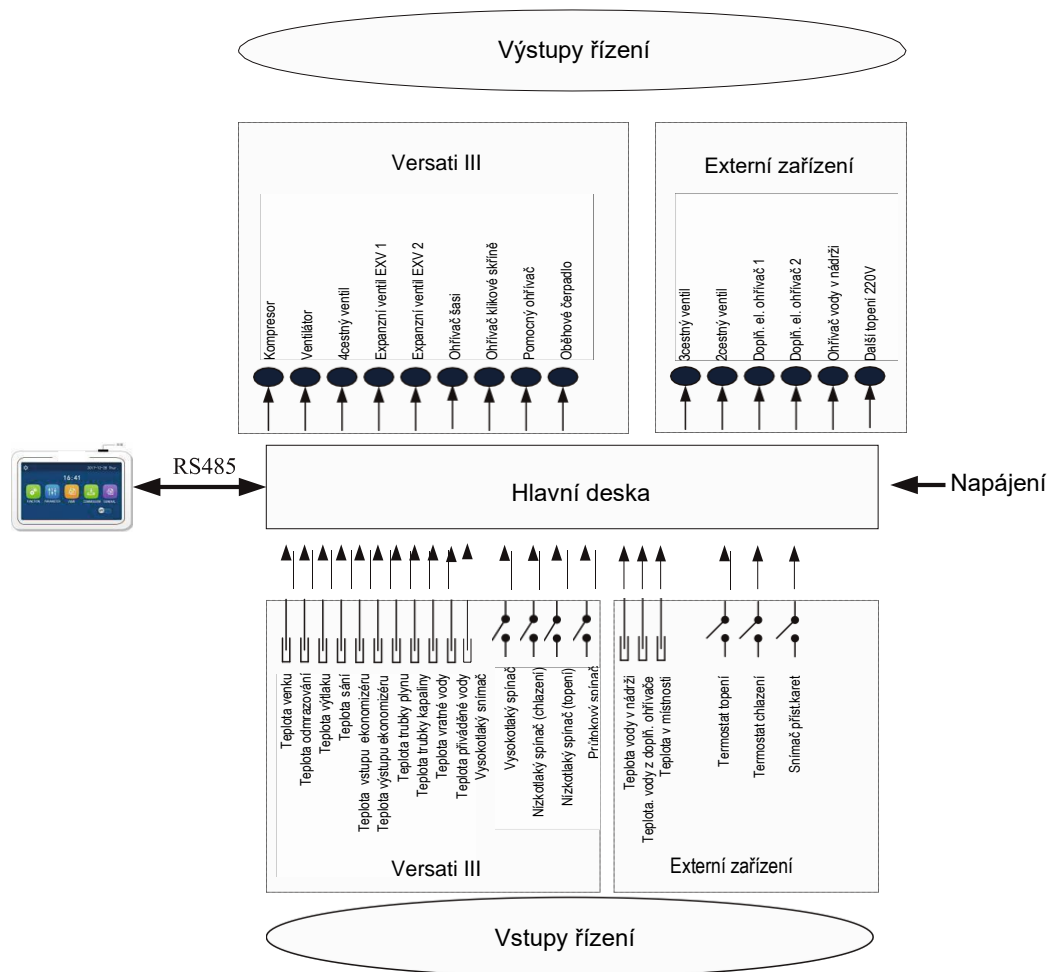 Výstupy řízení
Versati III
Externí zařízení
Kompresor
Ventilátor
4cestný ventil
Expanzní ventil EXV 1
Expanzní ventil EXV 2
Ohřívač šasi
Ohřívač klikové skříně
Pomocný ohřívač
Oběhové čerpadlo
3cestný ventil
2cestný ventil
Doplň. el. ohřívač 1
Doplň. el. ohřívač 2
Ohřívač vody v nádrži
Další topení 220V
16:41
RS485
Hlavní deska
Napájení
Teplota venku
Teplota odmrazování
Teplota výtlaku
Teplota sání
Teplota vstupu ekonomizéru
Teplota výstupu ekonomizéru
Teplota trubky plynu
Teplota trubky kapaliny
Teplota vratné vody
Teplota přiváděné vody
Vysokotlaký snímač
Vysokotlaký spínač
Nízkotlaký spínač (chlazení)
Nízkotlaký spínač (topení)
Průtokový spínač
Teplota vody v nádrži
Teplota. vody z doplň. ohřívače
Teplota v místnosti
Termostat topení
Termostat chlazení
Snímač příst.karet
Versati III
Externí zařízení
Vstupy řízení